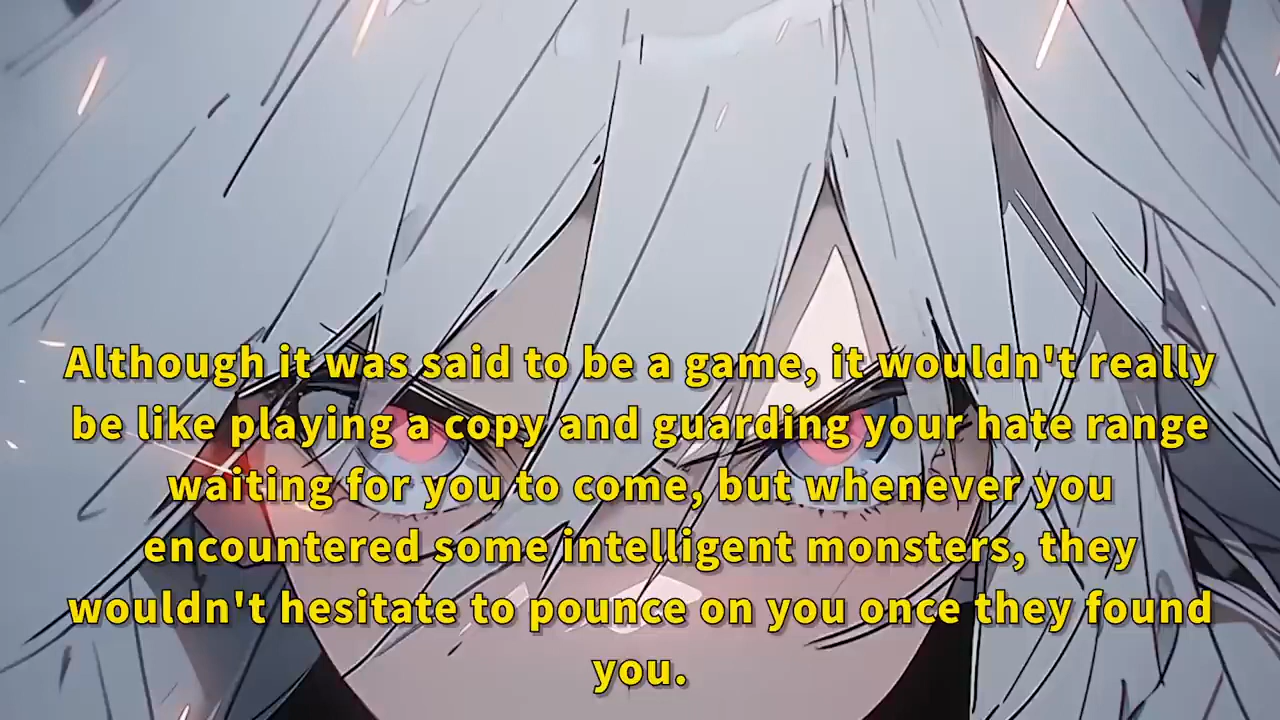 Although it was said to be a game, it wouldn't really
be like playing a copy and guarding your hate range
waiting for you to come, but whenever you
encountered some intelligent monsters, they
wouldn't hesitate to pounce on you once they found
you.